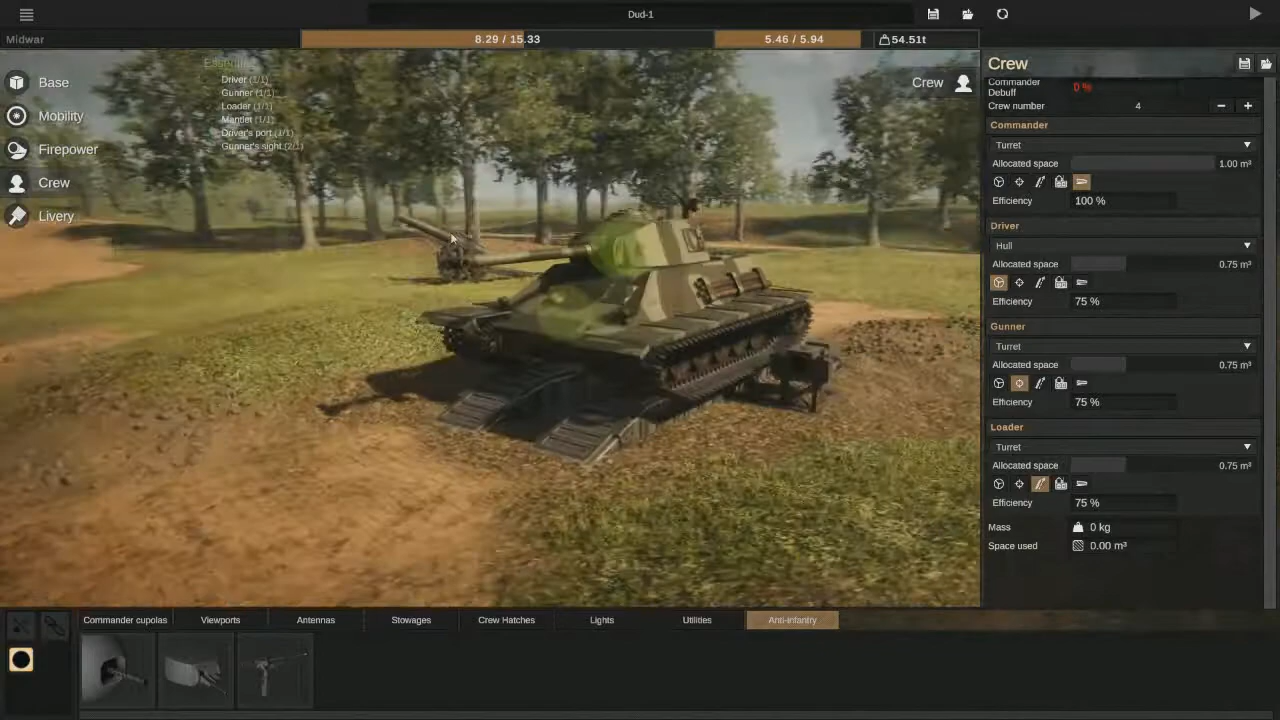 Dud-1
Midwar
8.29 / 15.33
5.46 / 5.94
54.51t
Base
Mobility
Firepower
Crew
Livery
Driver (1/1)
Gunner (1/1)
Loader (1/1)
Mantlet (1/1)
Driver's port (1/1)
Gunner's sight (2/1)
Crew
Crew
Commander
Debuff
0 %
Crew number
4
Commander
Turret
Allocated space
1.00 m³
Efficiency
100 %
Driver
Hull
Allocated space
0.75 m³
Efficiency
75 %
Gunner
Turret
Allocated space
0.75 m³
Efficiency
75 %
Loader
Turret
Allocated space
0.75 m³
Efficiency
75 %
Mass
0 kg
Space used
0.00 m³
Commander cupolas
Viewports
Antennas
Stowages
Crew Hatches
Lights
Utilities
Anti-infantry